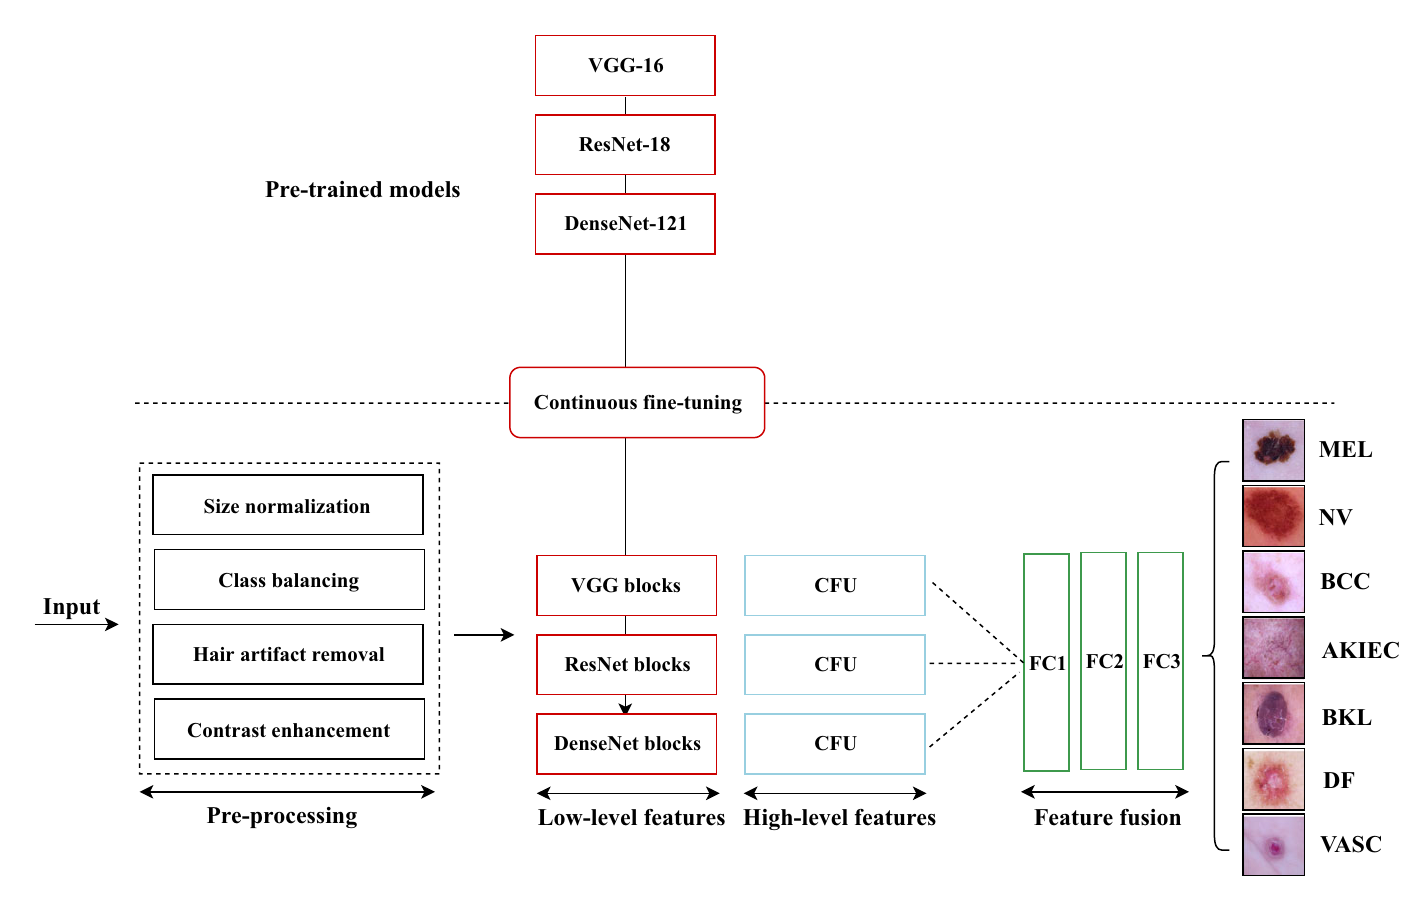 VGG-16
ResNet-18
Pre-trained models
DenseNet-121
Continuous fine-tuning
Input
Size normalization
Class balancing
Hair artifact removal
Contrast enhancement
Pre-processing
VGG blocks
ResNet blocks
DenseNet blocks
Low-level features
CFU
CFU
CFU
High-level features
FC1
FC2
FC3
Feature fusion
MEL
NV
BCC
AKIEC
BKL
DF
VASC